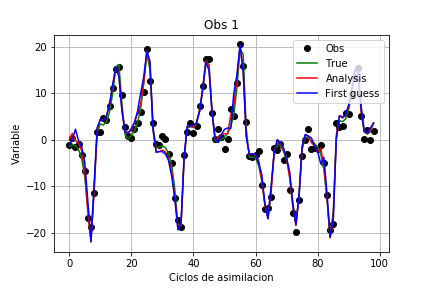 Obs 1
Obs
True
Analysis
First guess
Variable
20
10
0
−10
−20
0 20 40 60 80 100
Ciclos de asimilacion